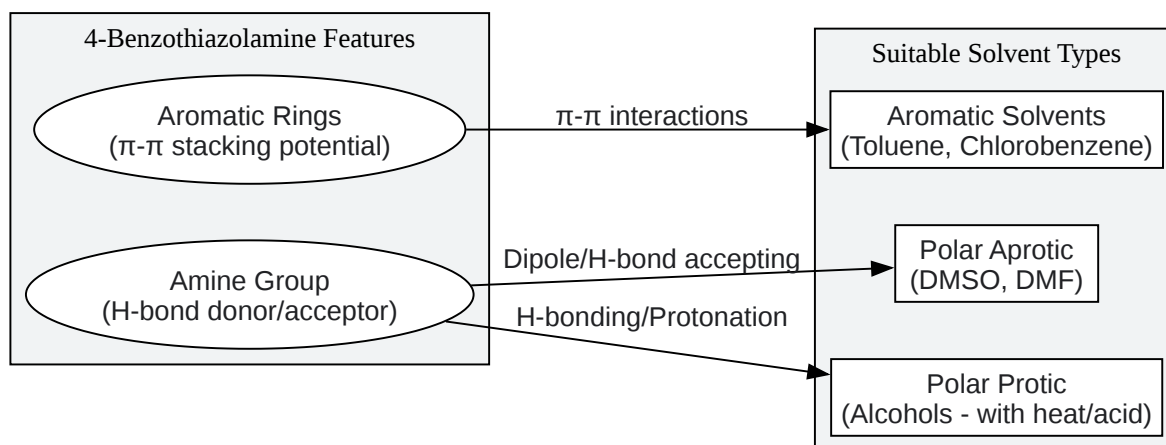 4-Benzothiazolamine Features
Aromatic Rings
(π-π stacking potential)
Amine Group
(H-bond donor/acceptor)
π-π interactions
Dipole/H-bond accepting
H-bonding/Protonation
Suitable Solvent Types
Aromatic Solvents
(Toluene, Chlorobenzene)
Polar Aprotic
(DMSO, DMF)
Polar Protic
(Alcohols - with heat/acid)